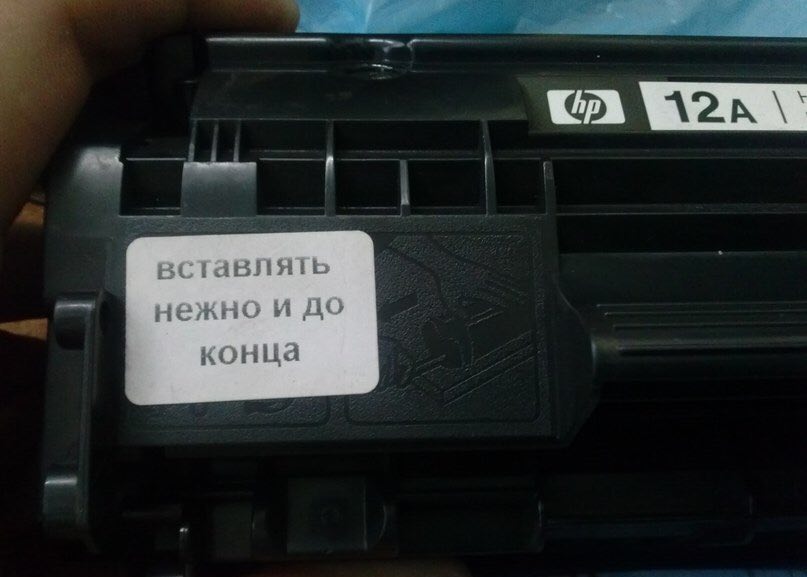 hp 12A
вставлять
нежно и до
конца